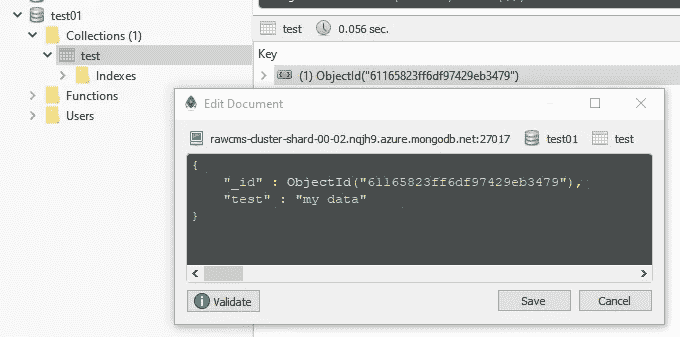 test01
Collections (1)
test
Indexes
Functions
Users
test 0.056 sec.
Key
(1) ObjectId("61165823ff6df97429eb3479")
Edit Document
rawcms-cluster-shard-00-02.nqjh9.azure.mongodb.net:27017 test01 test
{
"_id" : ObjectId("61165823ff6df97429eb3479"),
"test" : "my data"
}
Validate Save Cancel